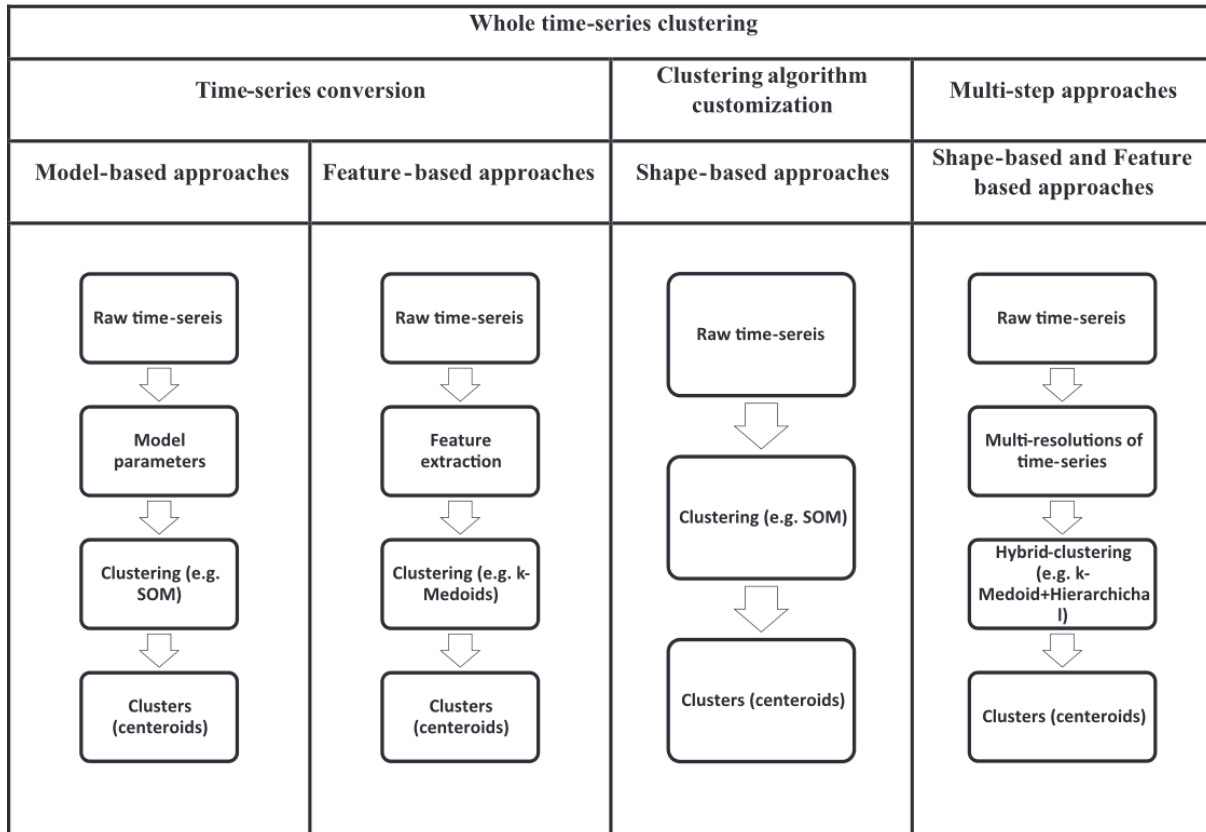 Whole time-series clustering
Time-series conversion
Clustering algorithm
customization
Multi-step approaches
Model-based approaches
Feature-based approaches
Shape-based approaches
Shape-based and Feature
based approaches
Raw time-sereis
Model
parameters
Clustering (e.g.
SOM)
Clusters
(centeroids)
Raw time-sereis
Feature
extraction
Clustering (e.g. k-
Medoids)
Clusters
(centeroids)
Raw time-sereis
Clustering (e.g. SOM)
Clusters (centeroids)
Raw time-sereis
Multi-resolutions of
time-series
Hybrid-clustering
(e.g. k-
Medoid+Hierarchicha
l)
Clusters (centeroids)